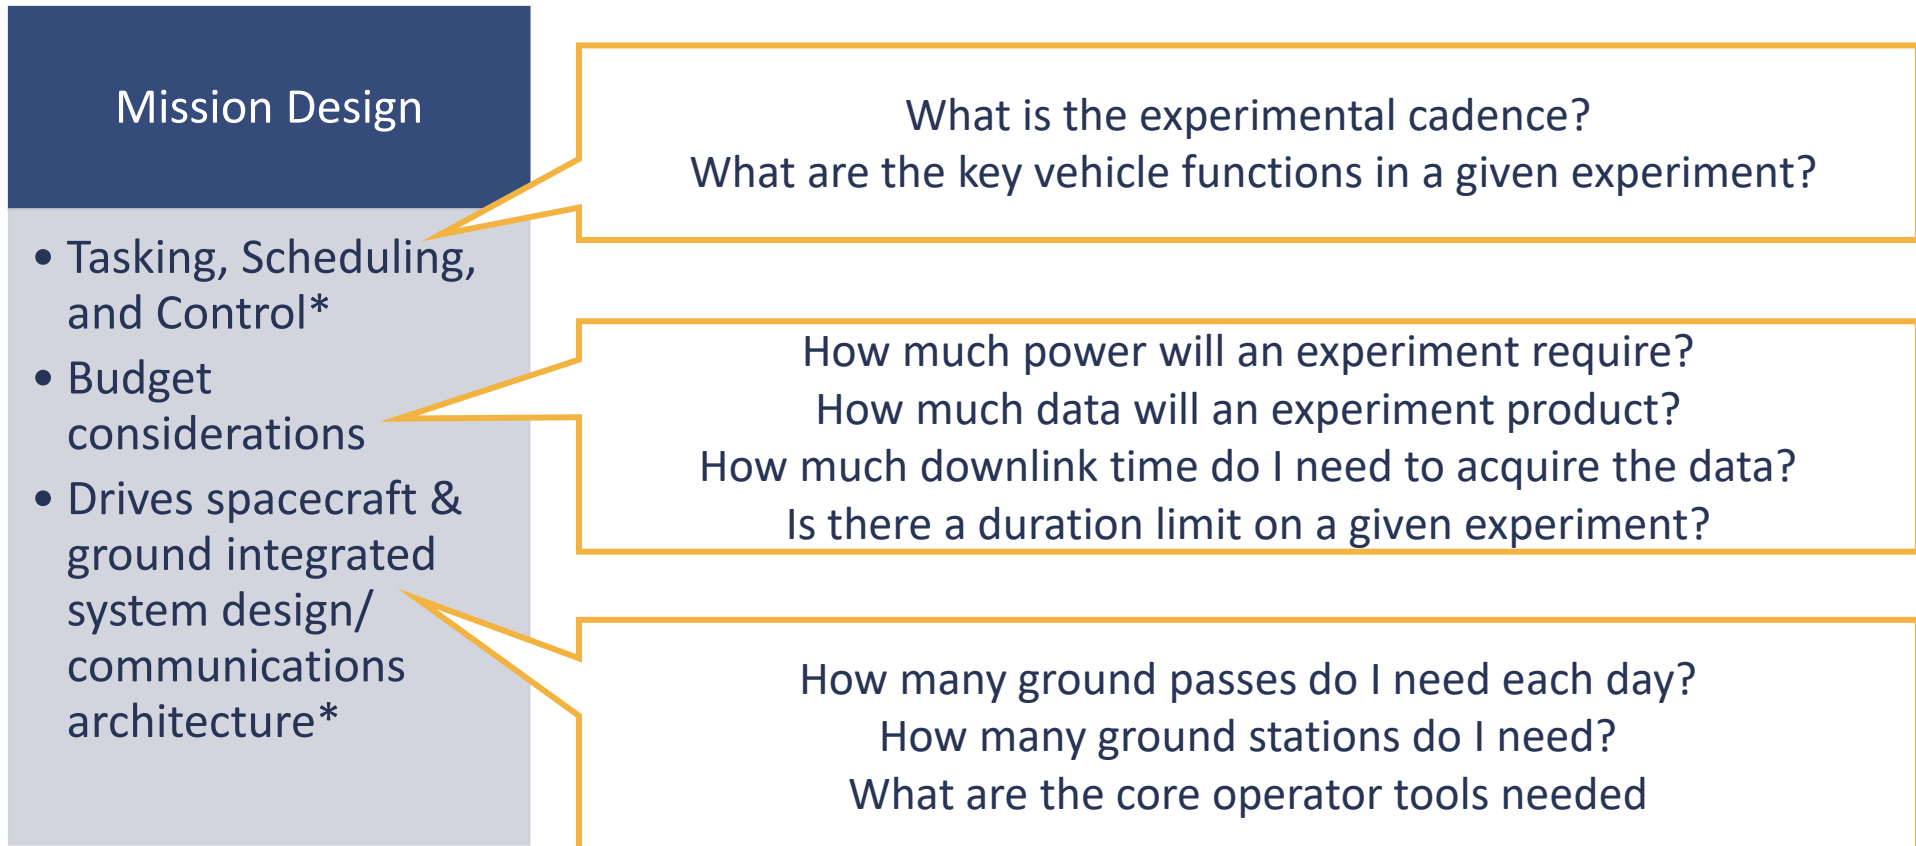 Mission Design
• Tasking, Scheduling,
and Control*
• Budget
considerations
• Drives spacecraft &
ground integrated
system design/
communications
architecture*
What is the experimental cadence?
What are the key vehicle functions in a given experiment?
How much power will an experiment require?
How much data will an experiment product?
How much downlink time do I need to acquire the data?
Is there a duration limit on a given experiment?
How many ground passes do I need each day?
How many ground stations do I need?
What are the core operator tools needed